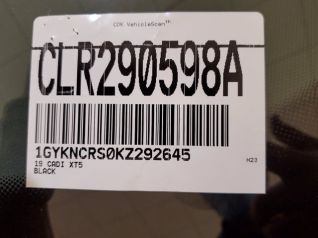 CDK VehicleScan™
CLR290598A
1GYKNCRS0KZ292645
19 CADI XT5
BLACK
H23